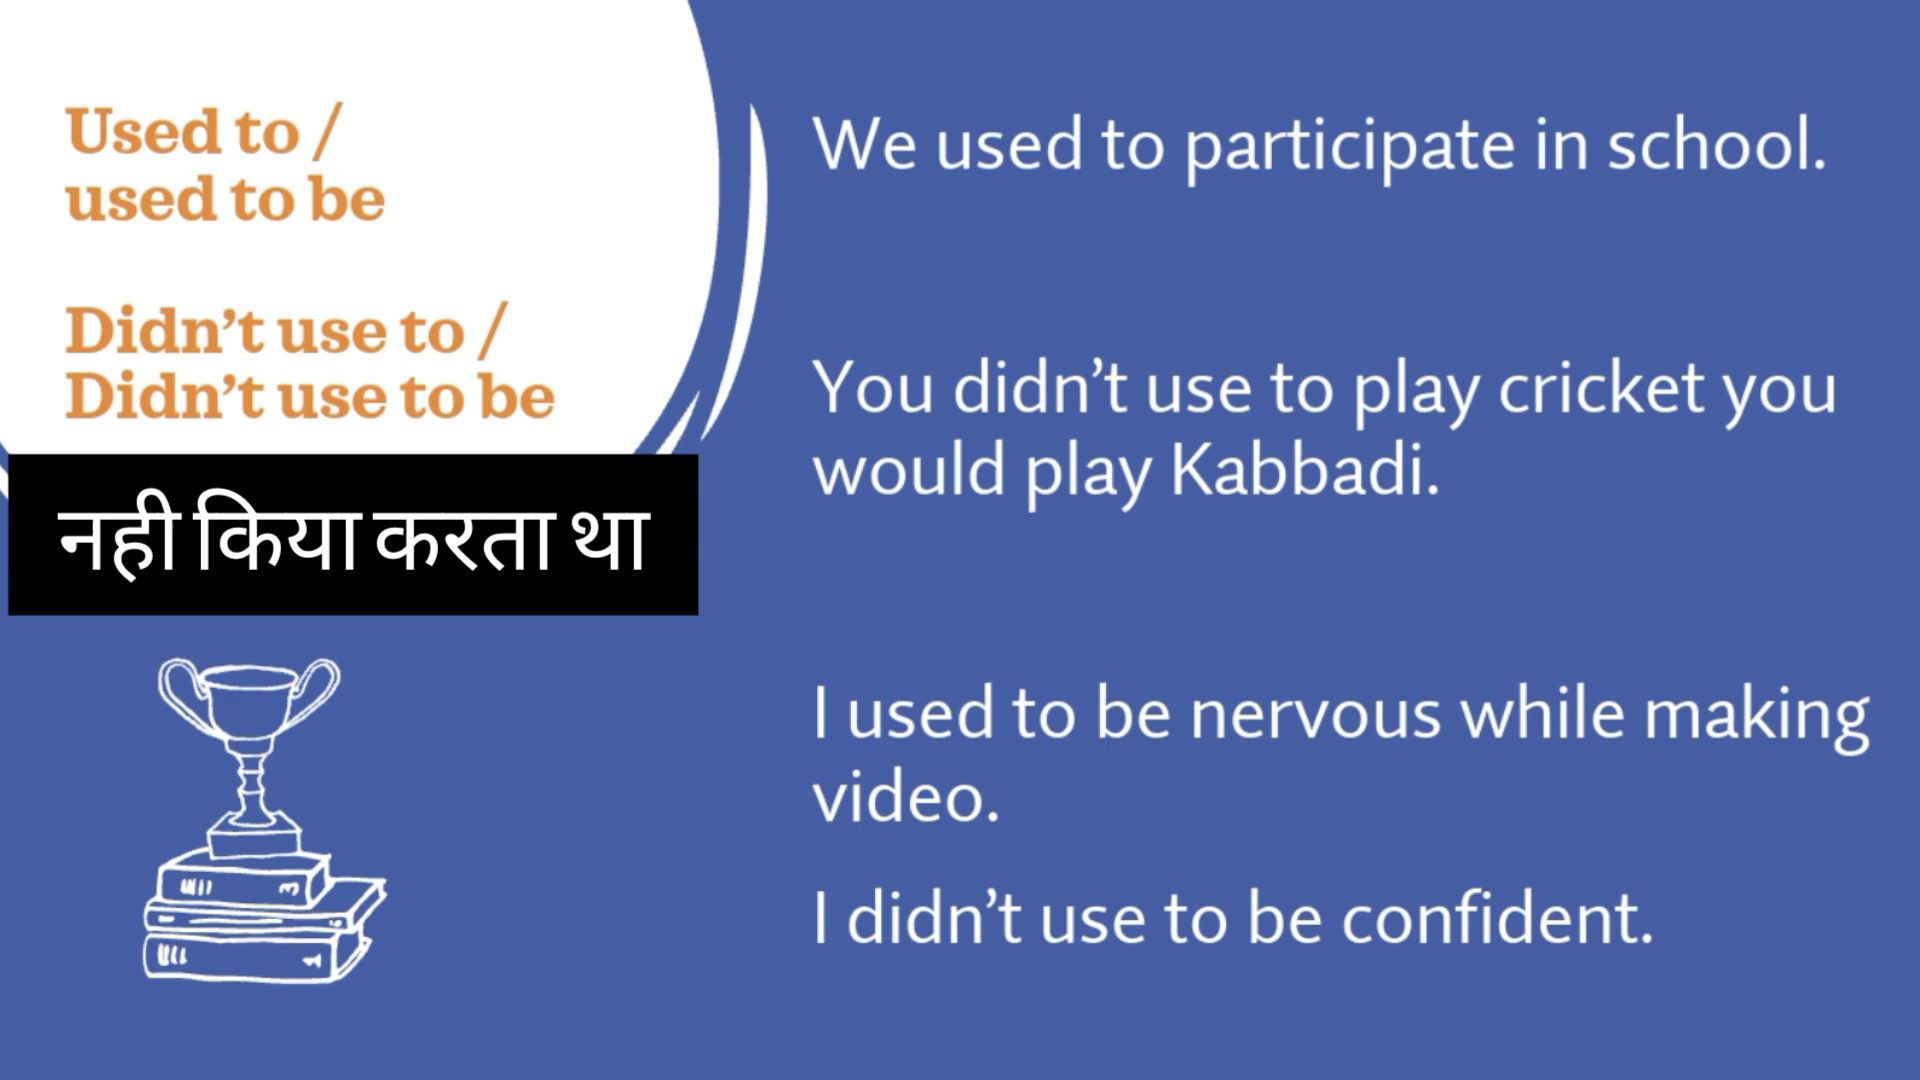 Used to /
used to be
Didn't use to /
Didn't use to be
नही किया करता था
We used to participate in school.
You didn't use to play cricket you
would play Kabbadi.
I used to be nervous while making
video.
I didn't use to be confident.